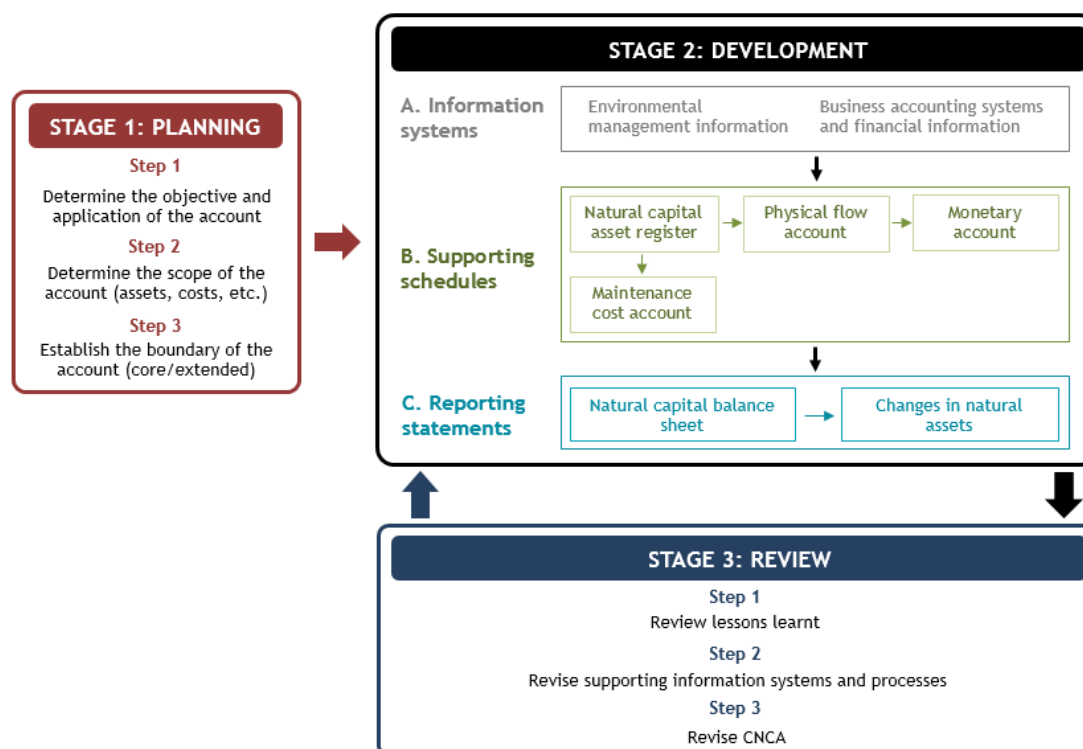 STAGE 1: PLANNING
Step 1
Determine the objective and
application of the account
Step 2
Determine the scope of the
account (assets, costs, etc.)
Step 3
Establish the boundary of the
account (core/extended)
STAGE 2: DEVELOPMENT
A. Information
systems
Environmental
management information
Business accounting systems
and financial information
B. Supporting
schedules
Natural capital
asset register
Physical flow
account
Monetary
account
Maintenance
cost account
C. Reporting
statements
Natural capital balance
sheet
Changes in natural
assets
STAGE 3: REVIEW
Step 1
Review lessons learnt
Step 2
Revise supporting information systems and processes
Step 3
Revise CNCA